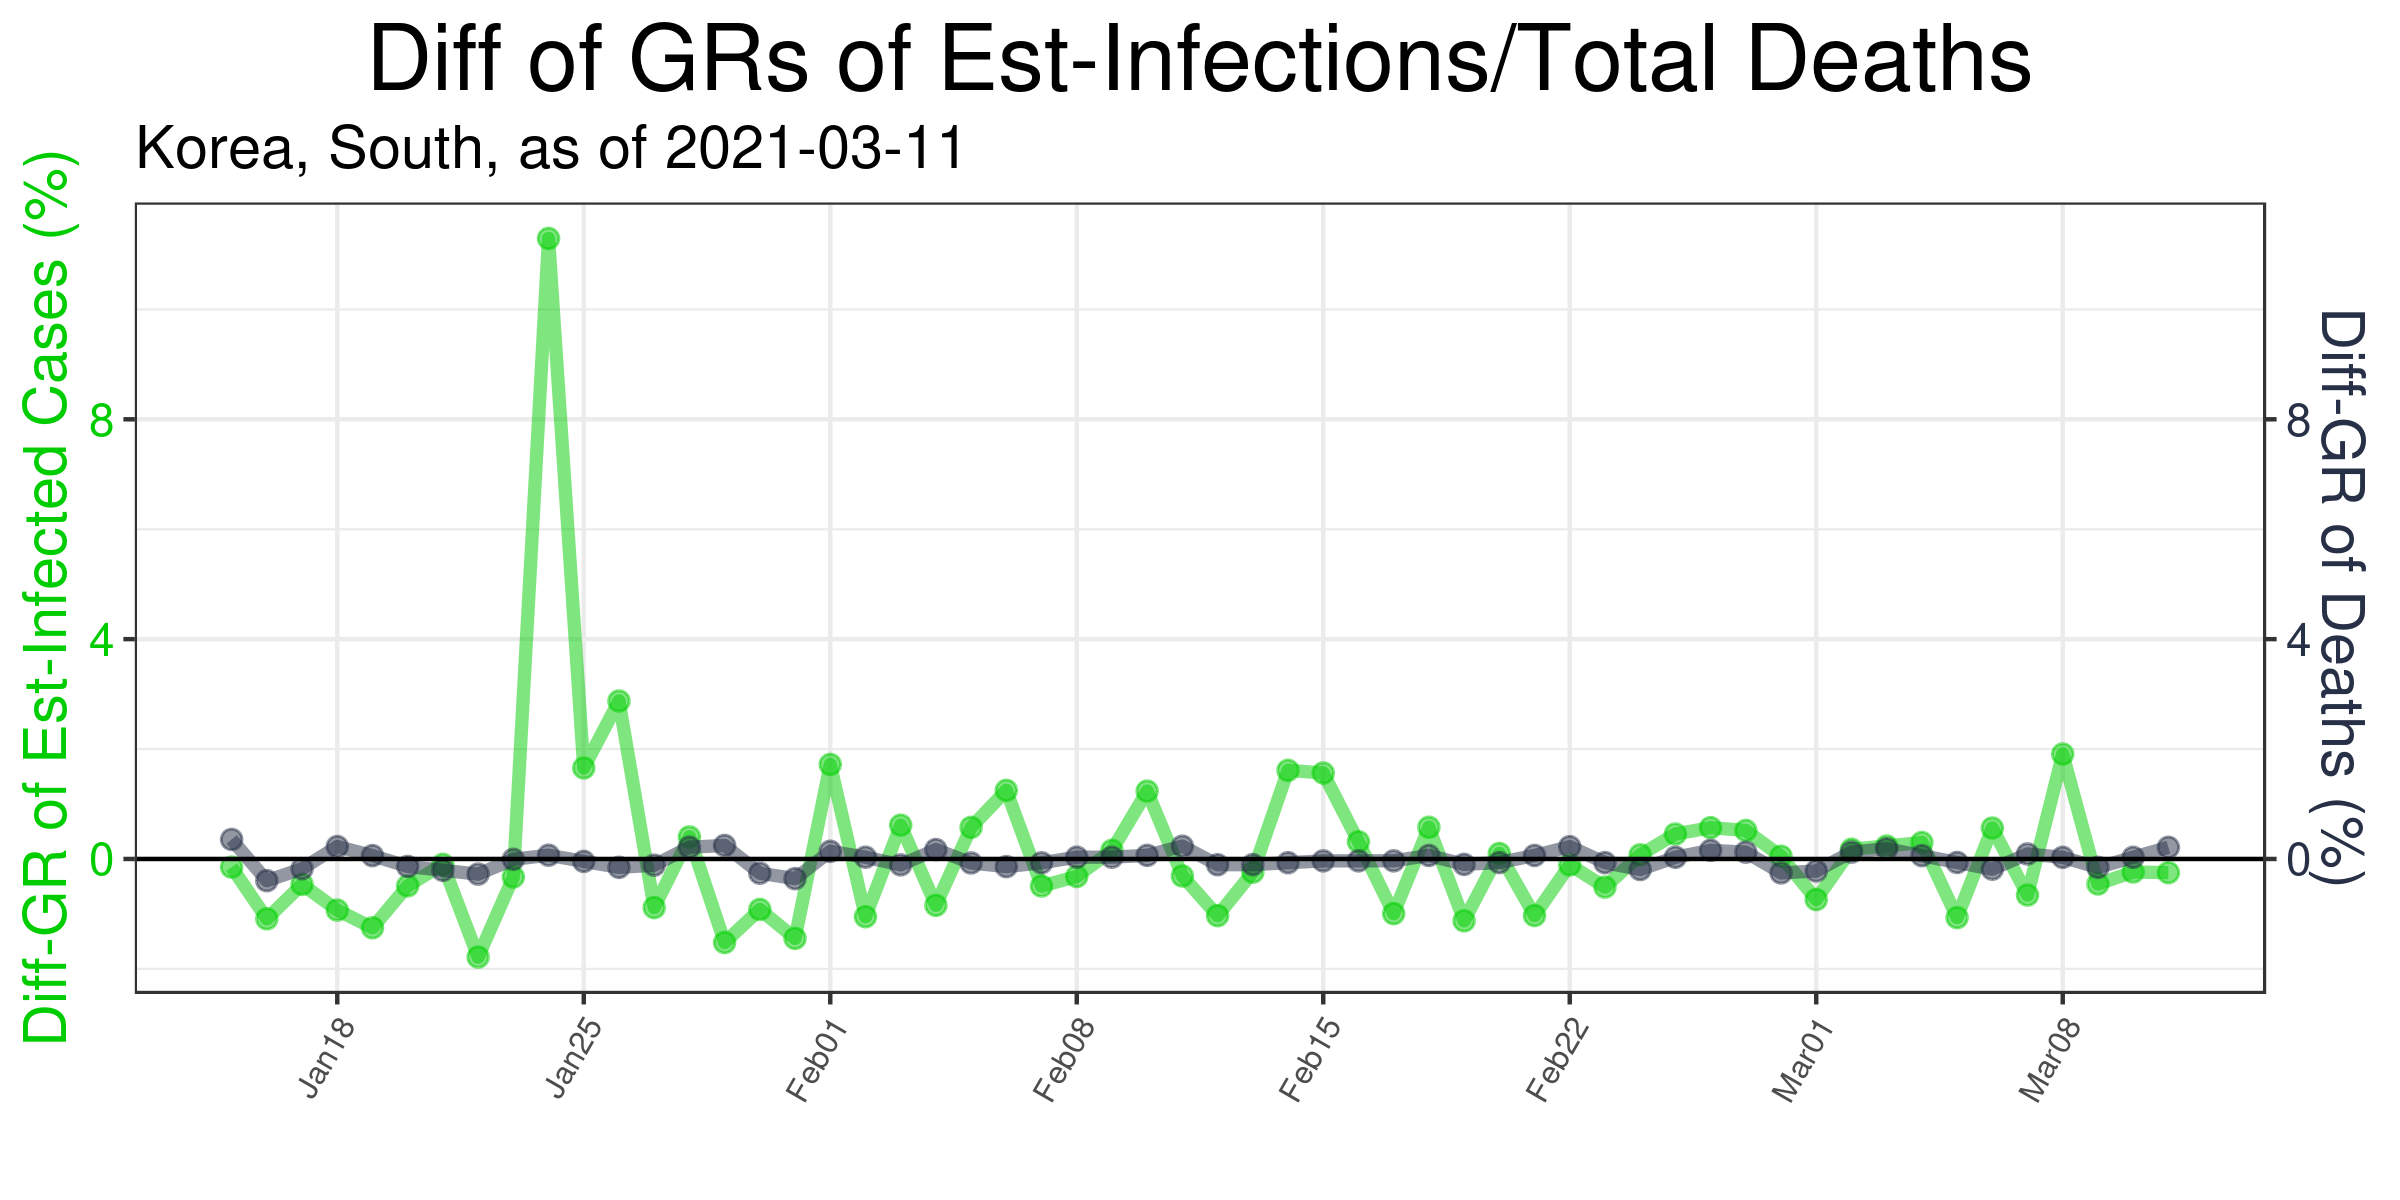 Diff of GRs of Est-Infections/Total Deaths
Korea, South, as of 2021-03-11
Diff-GR of Est-Infected Cases (%)
8
4
0
8
4
0
Diff-GR of Deaths (%)
Jan18
Jan25
Feb01
Feb08
Feb15
Feb22
Mar01
Mar08